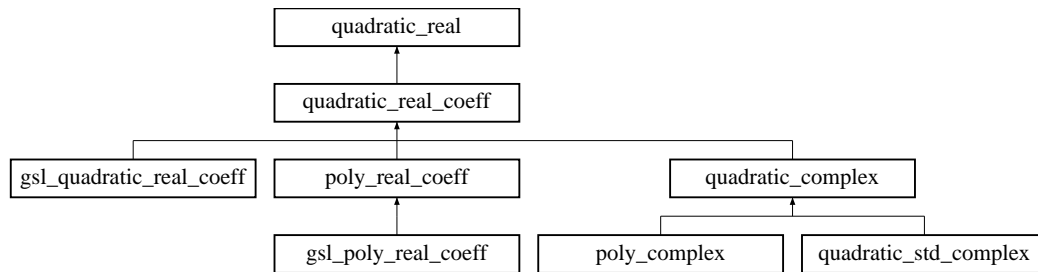 quadratic_real
quadratic_real_coeff
gsl_quadratic_real_coeff
poly_real_coeff
quadratic_complex
gsl_poly_real_coeff
poly_complex
quadratic_std_complex